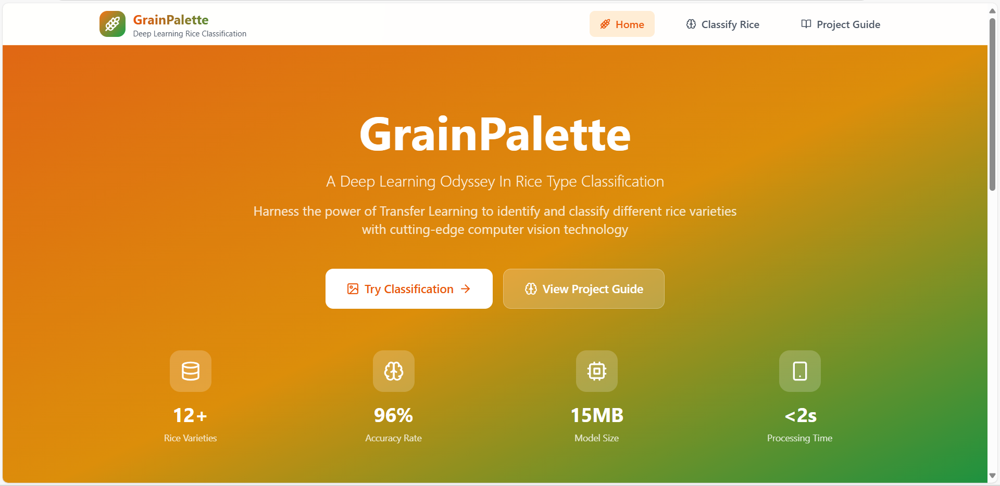 GrainPalette
Deep Learning Rice Classification
Home
Classify Rice
Project Guide
GrainPalette
A Deep Learning Odyssey In Rice Type Classification
Harness the power of Transfer Learning to identify and classify different rice varieties
with cutting-edge computer vision technology
Try Classification
View Project Guide
12+
Rice Varieties
96%
Accuracy Rate
15MB
Model Size
<2s
Processing Time